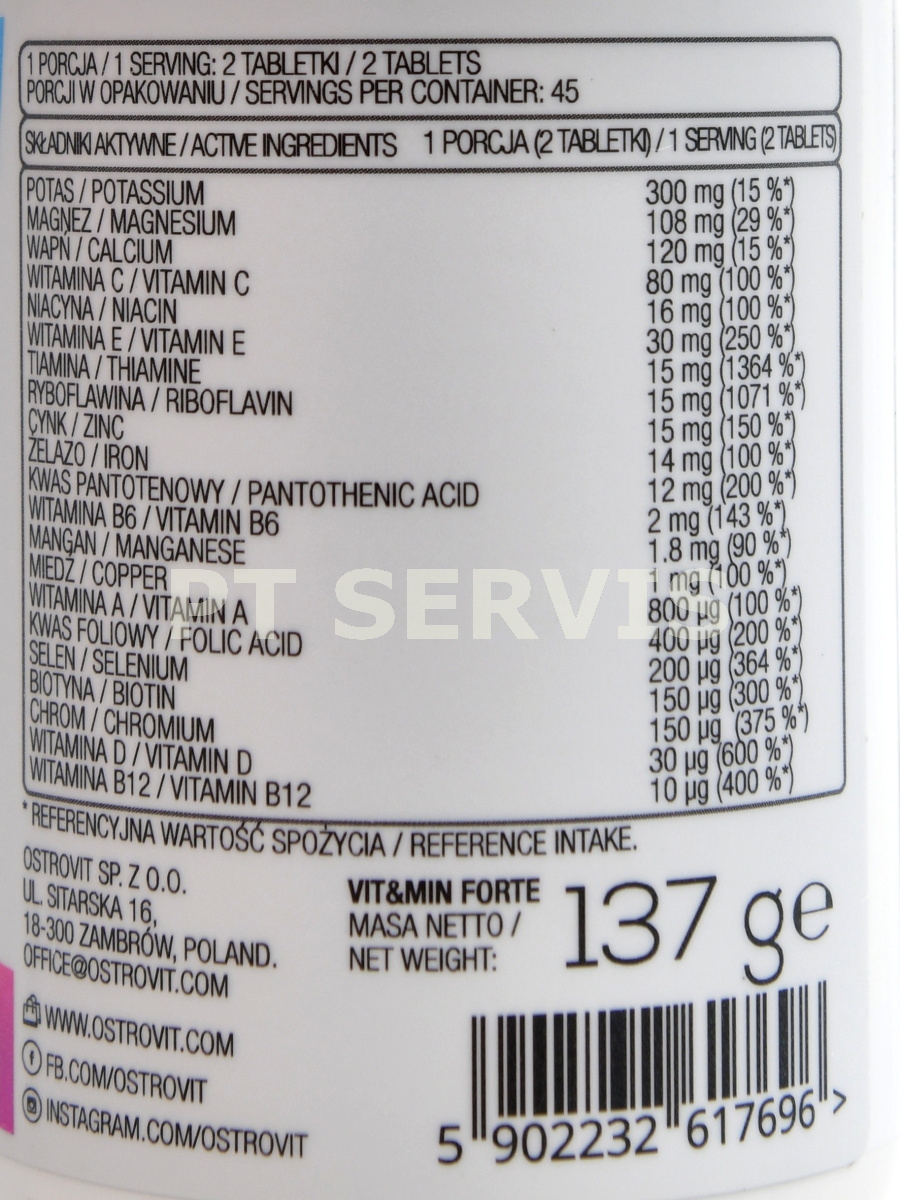 1 PORCJA / 1 SERVING: 2 TABLETKI / 2 TABLETS
PORCJI W OPAKOWANIU / SERVINGS PER CONTAINER: 45
SKŁADNIKI AKTYWNE / ACTIVE INGREDIENTS 1 PORCJA (2 TABLETKI) / 1 SERVING (2 TABLETS)
POTAS / POTASSIUM 300 mg (15 %*)
MAGNEZ / MAGNESIUM 108 mg (29 %*)
WAPŃ / CALCIUM 120 mg (15 %*)
WITAMINA C / VITAMIN C 80 mg (100 %*)
NIACYNA / NIACIN 16 mg (100 %*)
WITAMINA E / VITAMIN E 30 mg (250 %*)
TIAMINA / THIAMINE 15 mg (1364 %*)
RYBOFLAWINA / RIBOFLAVIN 15 mg (1071 %*)
CYNK / ZINC 15 mg (150 %*)
ŻELAZO / IRON 14 mg (100 %*)
KWAS PANTOTENOWY / PANTOTHENIC ACID 12 mg (200 %*)
WITAMINA B6 / VITAMIN B6 2 mg (143 %*)
MANGAN / MANGANESE 1.8 mg (90 %*)
MIEDŹ / COPPER 1 mg (100 %*)
WITAMINA A / VITAMIN A 800 µg (100 %*)
KWAS FOLIOWY / FOLIC ACID 400 µg (200 %*)
SELEN / SELENIUM 200 µg (364 %*)
BIOTYNA / BIOTIN 150 µg (300 %*)
CHROM / CHROMIUM 150 µg (375 %*)
WITAMINA D / VITAMIN D 30 µg (600 %*)
WITAMINA B12 / VITAMIN B12 10 µg (400 %*)
PT SERVIS
* REFERENCYJNA WARTOŚĆ SPOŻYCIA / REFERENCE INTAKE.
OSTROVIT SP. Z O.O.
UL. SITARSKA 16,
18-300 ZAMBRÓW, POLAND.
OFFICE@OSTROVIT.COM
WWW.OSTROVIT.COM
FB.COM/OSTROVIT
INSTAGRAM.COM/OSTROVIT
VIT&MIN FORTE
MASA NETTO /
NET WEIGHT:
137 g e
5 902232 617696 >